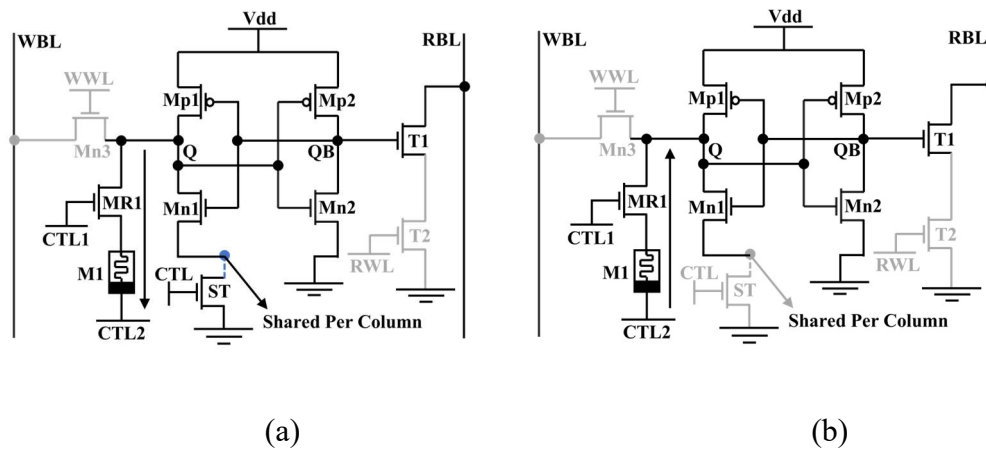 Vdd
WBL
RBL
WWL
Mp1
Mp2
T1
Mn3
Q
QB
MR1
Mn1
Mn2
CTL1
T2
M1
CTL
RWL
ST
CTL2
Shared Per Column
(a)
Vdd
WBL
RBL
WWL
Mp1
Mp2
T1
Mn3
Q
QB
MR1
Mn1
Mn2
CTL1
T2
M1
CTL
RWL
ST
CTL2
Shared Per Column
(b)